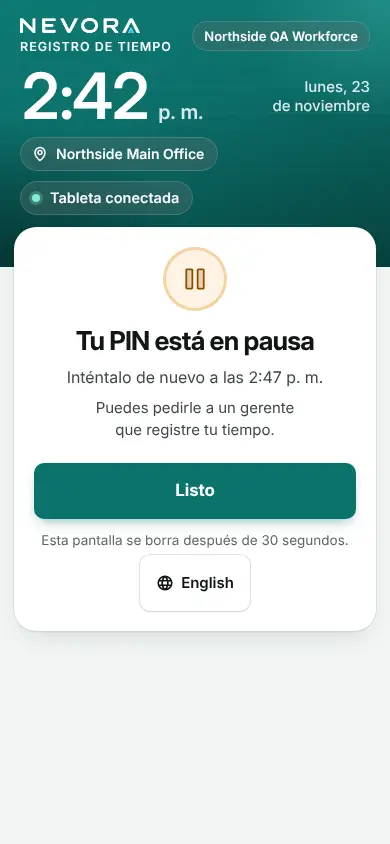 NEVORA
REGISTRO DE TIEMPO
Northside QA Workforce
2:42 p. m.
lunes, 23
de noviembre
Northside Main Office
Tableta conectada
Tu PIN está en pausa
Inténtalo de nuevo a las 2:47 p. m.
Puedes pedirle a un gerente
que registre tu tiempo.
Listo
Esta pantalla se borra después de 30 segundos.
English